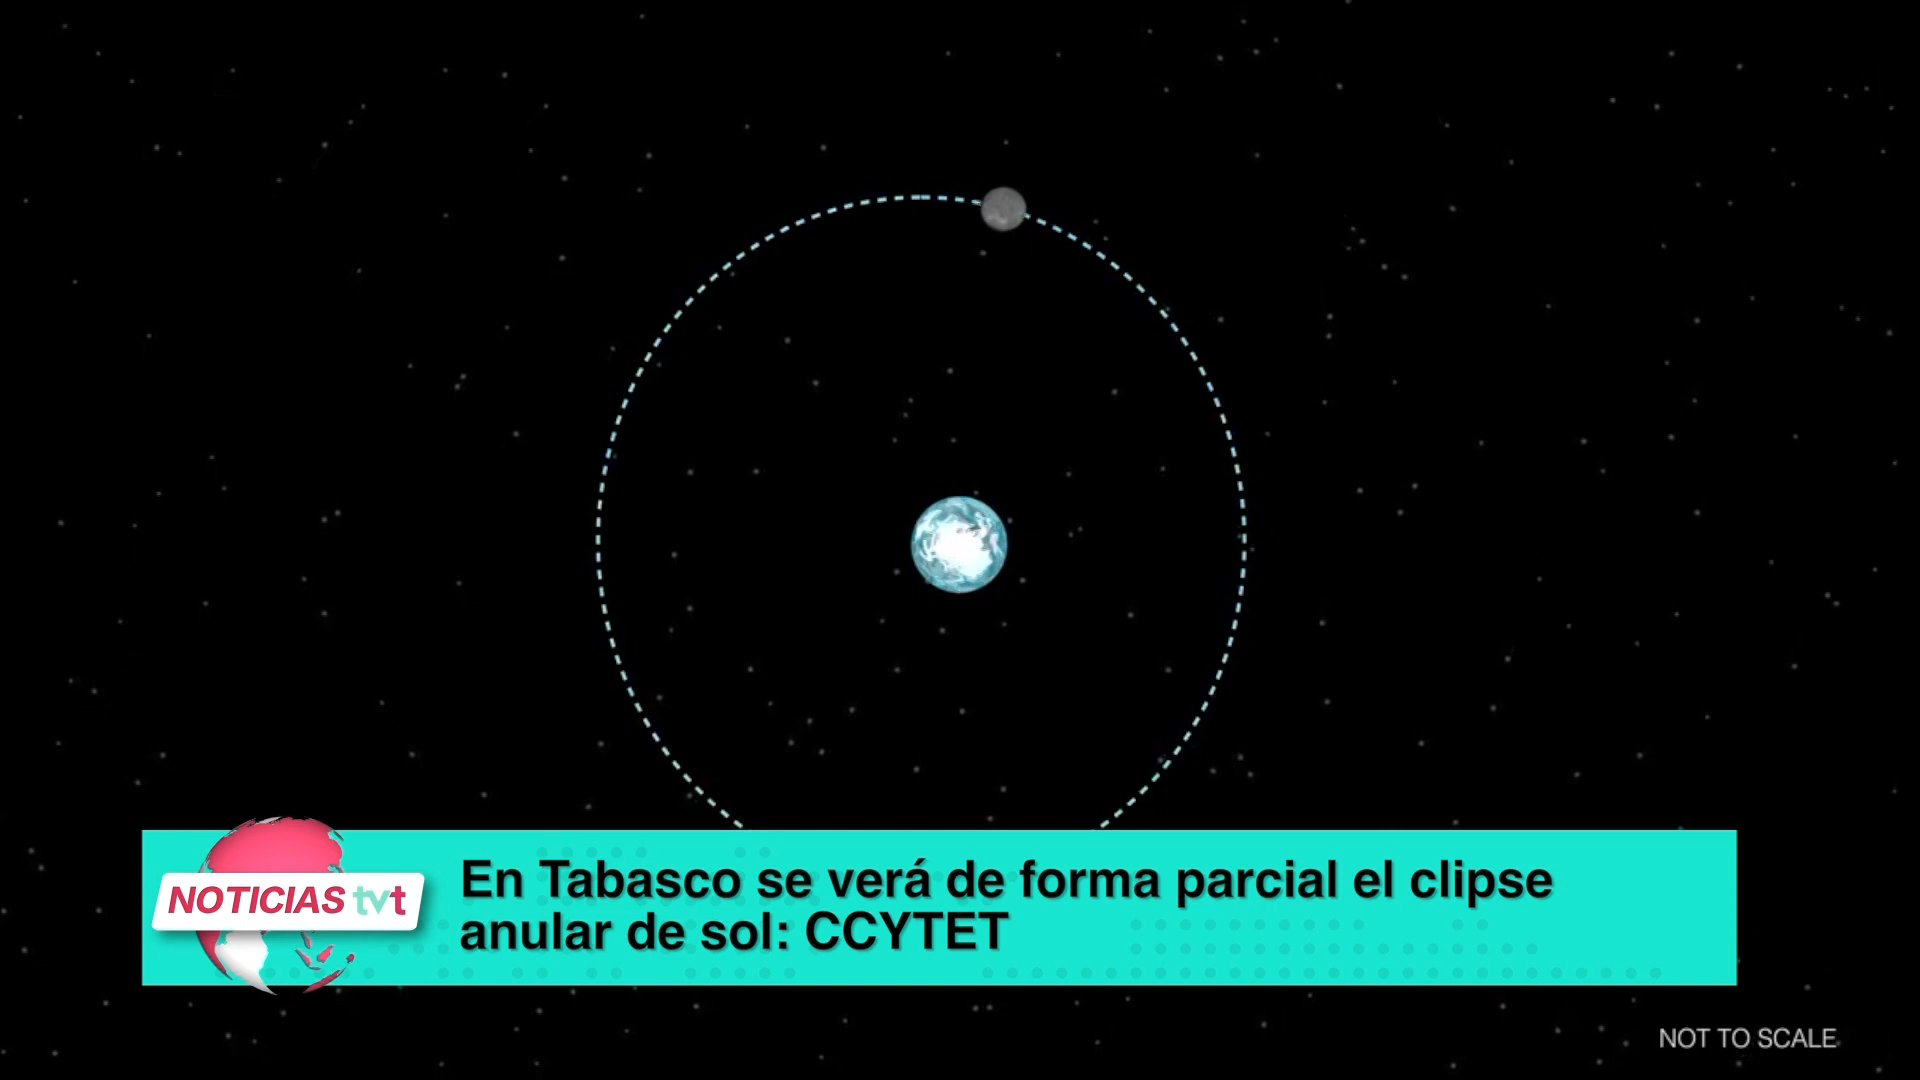 NOTICIAS tvt
En Tabasco se verá de forma parcial el clipse
anular de sol: CCYTET
NOT TO SCALE